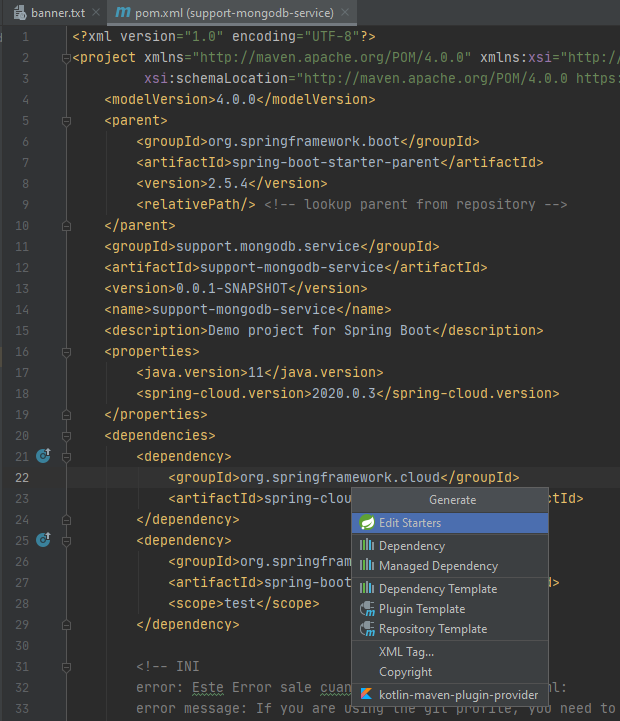 banner.txt
pom.xml (support-mongodb-service)
1 <?xml version="1.0" encoding="UTF-8"?>
2 <project xmlns="http://maven.apache.org/POM/4.0.0" xmlns:xsi="http:/
3 xsi:schemaLocation="http://maven.apache.org/POM/4.0.0 https:
4 <modelVersion>4.0.0</modelVersion>
5 <parent>
6 <groupId>org.springframework.boot</groupId>
7 <artifactId>spring-boot-starter-parent</artifactId>
8 <version>2.5.4</version>
9 <relativePath/> <!-- lookup parent from repository -->
10 </parent>
11 <groupId>support.mongodb.service</groupId>
12 <artifactId>support-mongodb-service</artifactId>
13 <version>0.0.1-SNAPSHOT</version>
14 <name>support-mongodb-service</name>
15 <description>Demo project for Spring Boot</description>
16 <properties>
17 <java.version>11</java.version>
18 <spring-cloud.version>2020.0.3</spring-cloud.version>
19 </properties>
20 <dependencies>
21 <dependency>
22 <groupId>org.springframework.cloud</groupId>
23 <artifactId>spring-clou ctId>
24 </dependency>
25 <dependency>
26 <groupId>org.springfram
27 <artifactId>spring-boot d>
28 <scope>test</scope>
29 </dependency>
30
31 <!-- INI
32 error: Este Error sale cuan ml:
33 error message: If you are using the git profile, you need to
Generate
Edit Starters
Dependency
Managed Dependency
Dependency Template
Plugin Template
Repository Template
XML Tag...
Copyright
kotlin-maven-plugin-provider